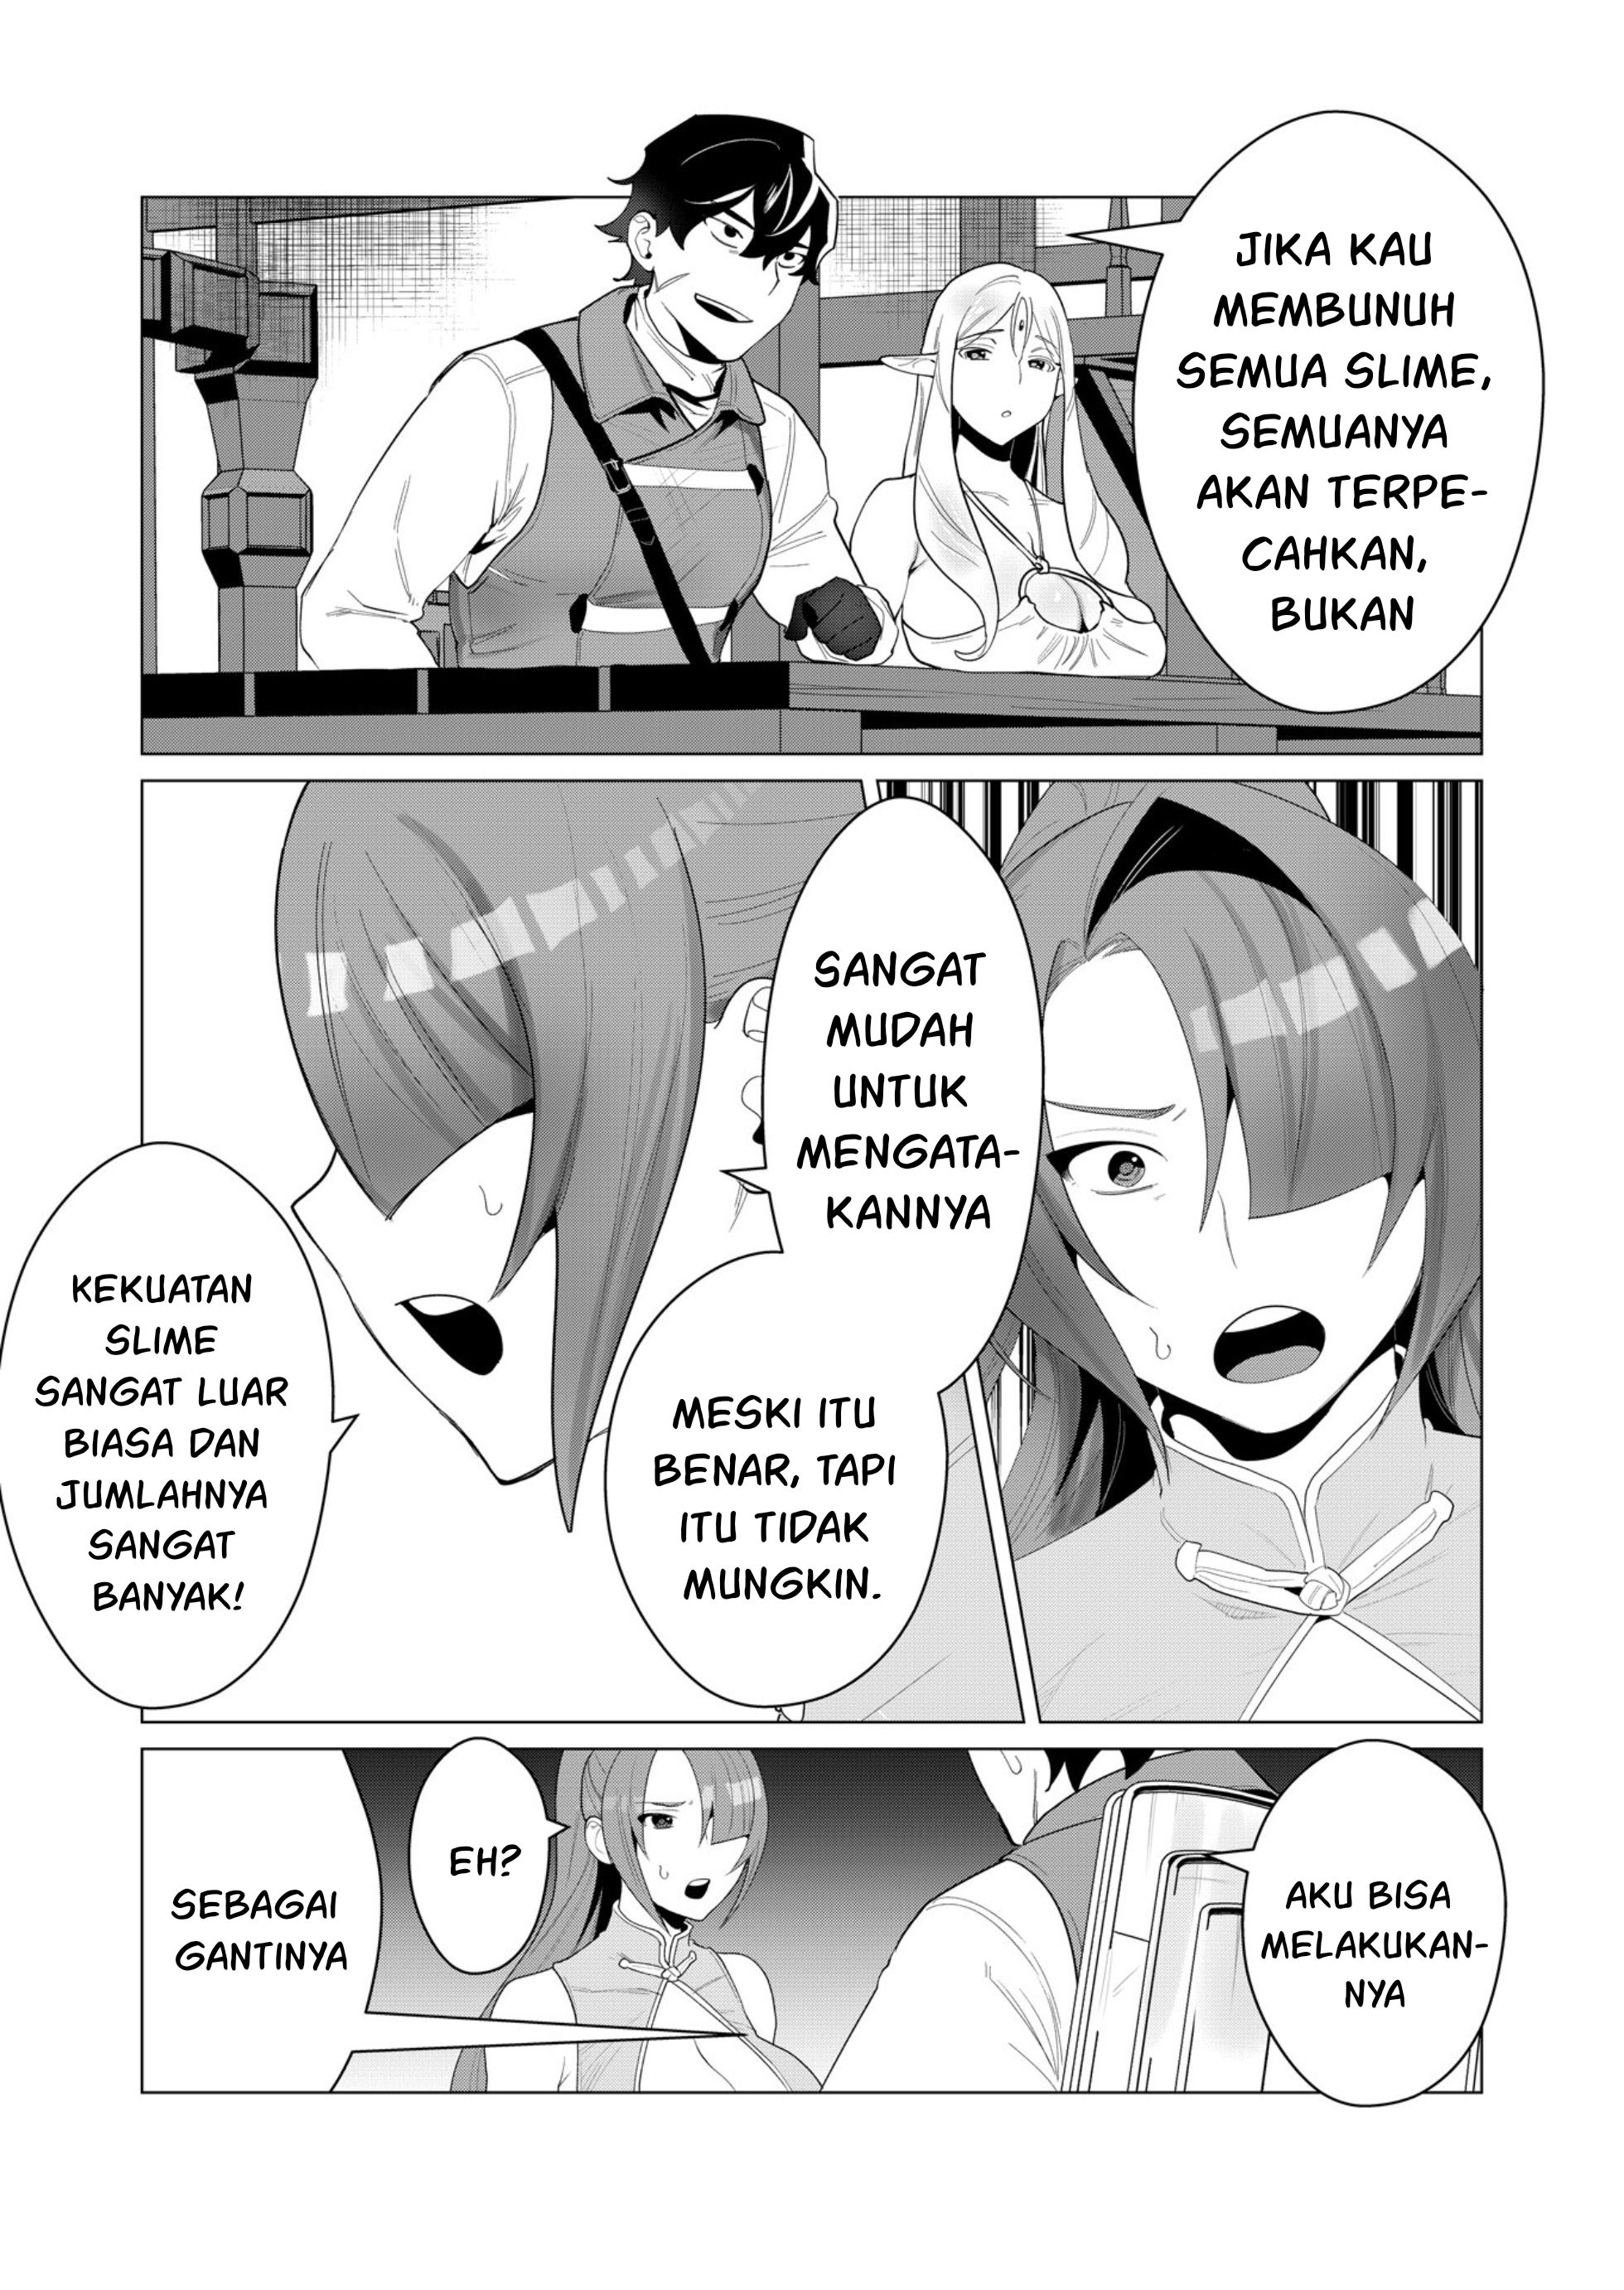 JIKA KAU
MEMBUNUH
SEMUA SLIME,
SEMUANYA
AKAN TERPE-
CAHKAN,
BUKAN
SANGAT
MUDAH
UNTUK
MENGATA-
KANNYA
MESKI ITU
BENAR, TAPI
ITU TIDAK
MUNGKIN.
KEKUATAN
SLIME
SANGAT LUAR
BIASA DAN
JUMLAHNYA
SANGAT
BANYAK!
AKU BISA
MELAKUKAN-
NYA
EH?
SEBAGAI
GANTINYA